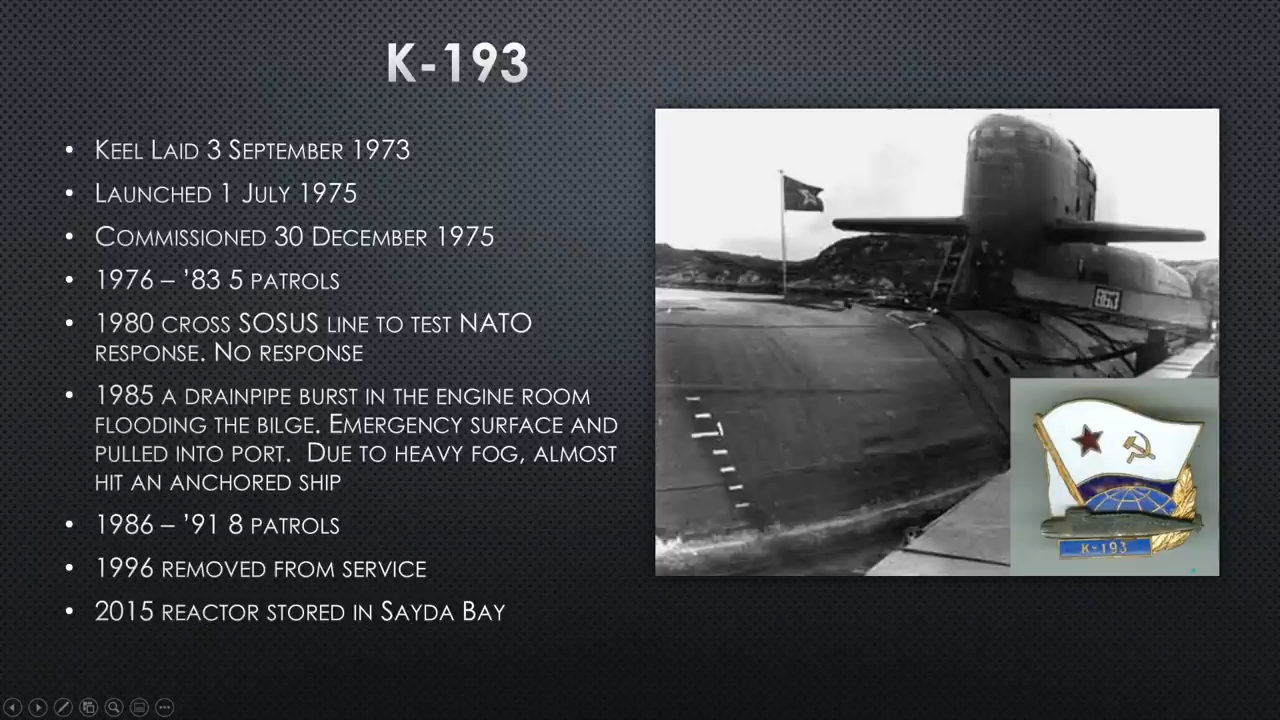 K-193
• Keel Laid 3 September 1973
• Launched 1 July 1975
• Commissioned 30 December 1975
• 1976 – ’83 5 patrols
• 1980 cross SOSUS line to test NATO
response. No response
• 1985 a drainpipe burst in the engine room
flooding the bilge. Emergency surface and
pulled into port.  Due to heavy fog, almost
hit an anchored ship
• 1986 – ’91 8 patrols
• 1996 removed from service
• 2015 reactor stored in Sayda Bay
863
K-193